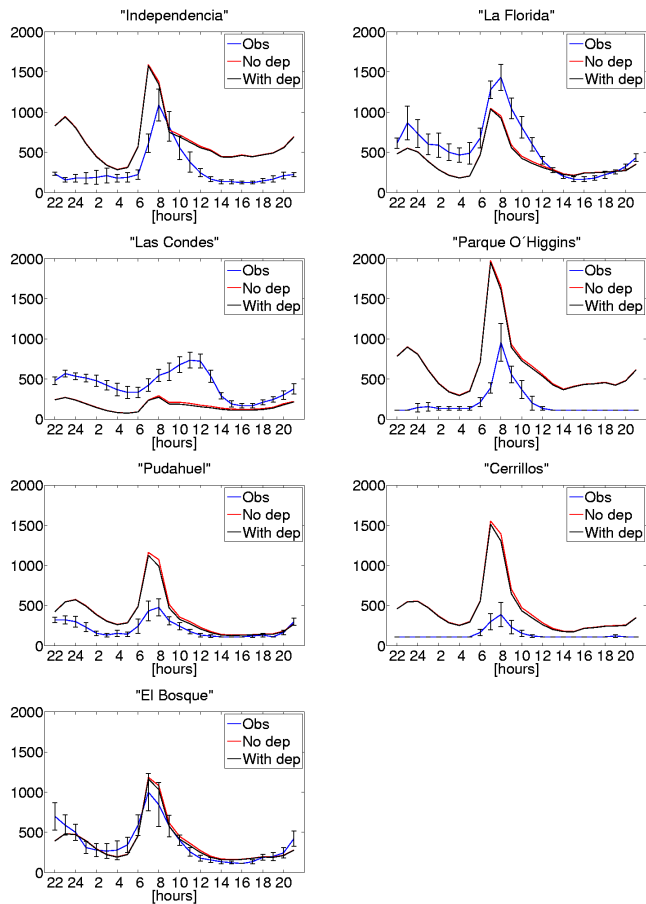 "Independencia"
2000
1500
1000
500
0
Obs
No dep
With dep
22 24 2 4 6 8 10 12 14 16 18 20
[hours]
"La Florida"
2000
1500
1000
500
0
Obs
No dep
With dep
22 24 2 4 6 8 10 12 14 16 18 20
[hours]
"Las Condes"
2000
1500
1000
500
0
Obs
No dep
With dep
22 24 2 4 6 8 10 12 14 16 18 20
[hours]
"Parque O´Higgins"
2000
1500
1000
500
0
Obs
No dep
With dep
22 24 2 4 6 8 10 12 14 16 18 20
[hours]
"Pudahuel"
2000
1500
1000
500
0
Obs
No dep
With dep
22 24 2 4 6 8 10 12 14 16 18 20
[hours]
"Cerrillos"
2000
1500
1000
500
0
Obs
No dep
With dep
22 24 2 4 6 8 10 12 14 16 18 20
[hours]
"El Bosque"
2000
1500
1000
500
0
Obs
No dep
With dep
22 24 2 4 6 8 10 12 14 16 18 20
[hours]